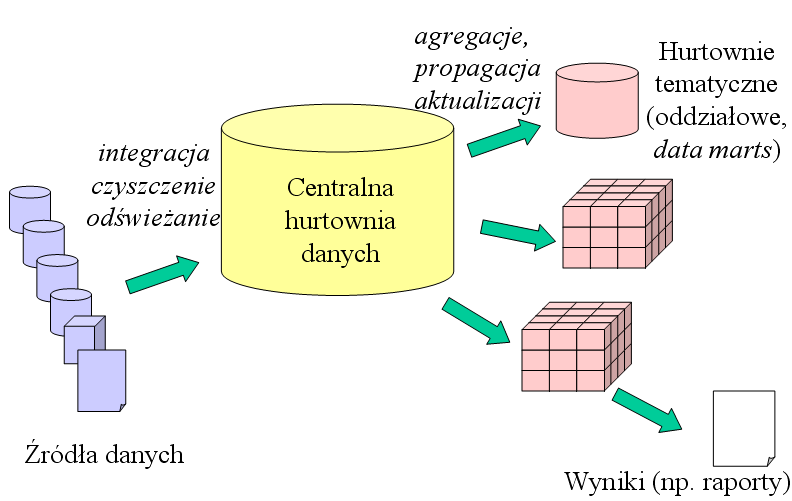 agregacje,
propagacja
aktualizacji
Hurtownie
tematyczne
(oddziałowe,
data marts)
integracja
czyszczenie
odświeżanie
Centralna
hurtownia
danych
Źródła danych
Wyniki (np. raporty)